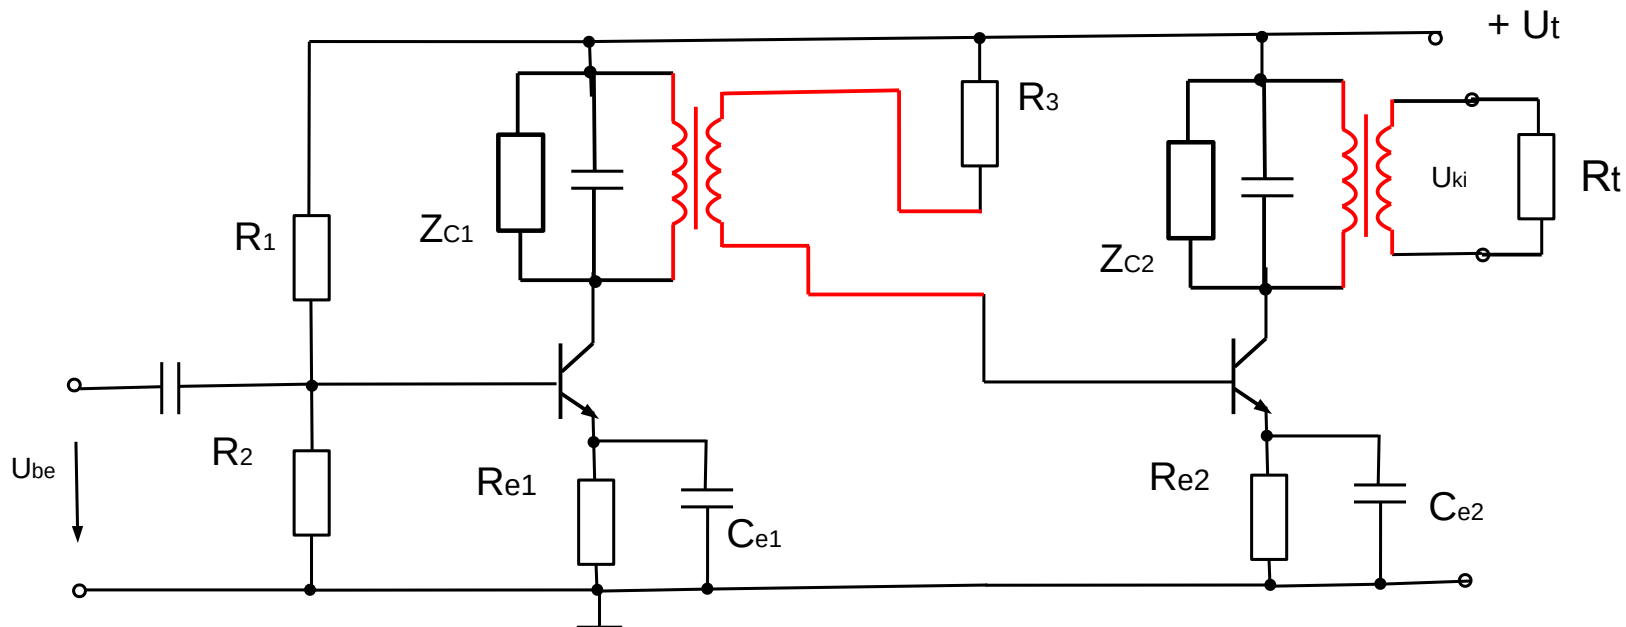 + Ut
R3
Uki
Rt
R1
ZC1
ZC2
R2
Ube
Re1
Re2
Ce1
Ce2